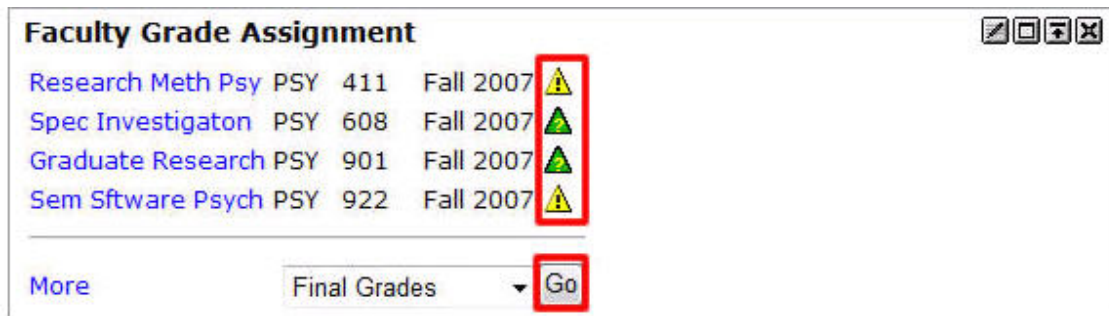 Faculty Grade Assignment
Research Meth Psy PSY 411 Fall 2007
Spec Investigaton PSY 608 Fall 2007
Graduate Research PSY 901 Fall 2007
Sem Sftware Psych PSY 922 Fall 2007
More Final Grades Go